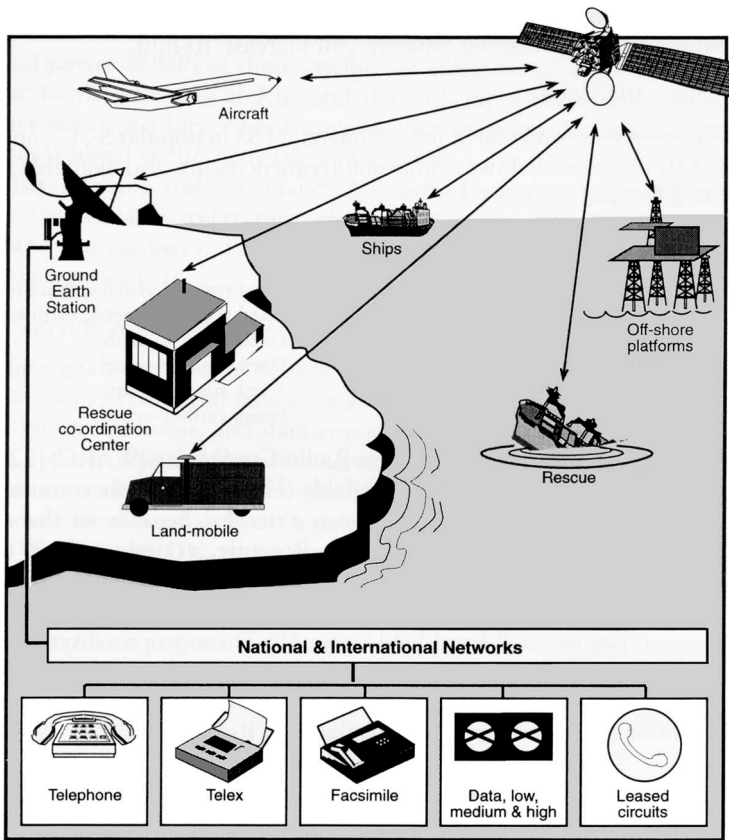 Aircraft
Ground
Earth
Station
Ships
Off-shore
platforms
Rescue
co-ordination
Center
Rescue
Land-mobile
National & International Networks
Telephone
Telex
Facsimile
Data, low,
medium & high
Leased
circuits